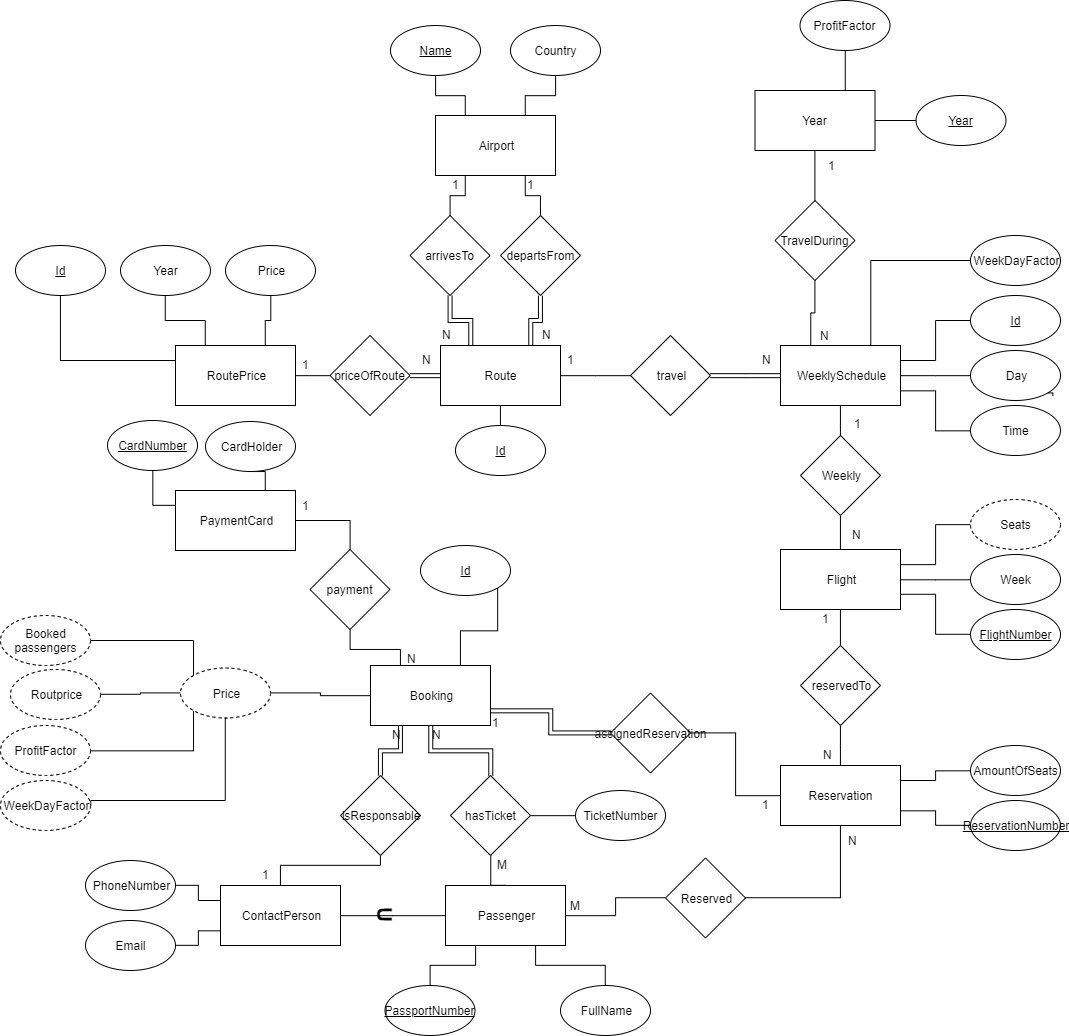 ProfitFactor
Name
Country
Year
Year
Airport
1
1
1
TravelDuring
arrivesTo
departsFrom
WeekDayFactor
Id
Year
Price
Id
N
N
N
RoutePrice
1
priceOfRoute
N
Route
1
travel
N
WeeklySchedule
Day
Time
1
Id
CardNumber
CardHolder
Weekly
PaymentCard
1
N
Seats
Flight
Week
FlightNumber
1
payment
Id
Booked
passengers
N
Routprice
Price
Booking
reservedTo
1
N
N
assignedReservation
ProfitFactor
N
WeekDayFactor
AmountOfSeats
Reservation
1
ReservationNumber
isResponsable
hasTicket
TicketNumber
N
M
1
PhoneNumber
ContactPerson
⊂
Passenger
M
Reserved
Email
PassportNumber
FullName